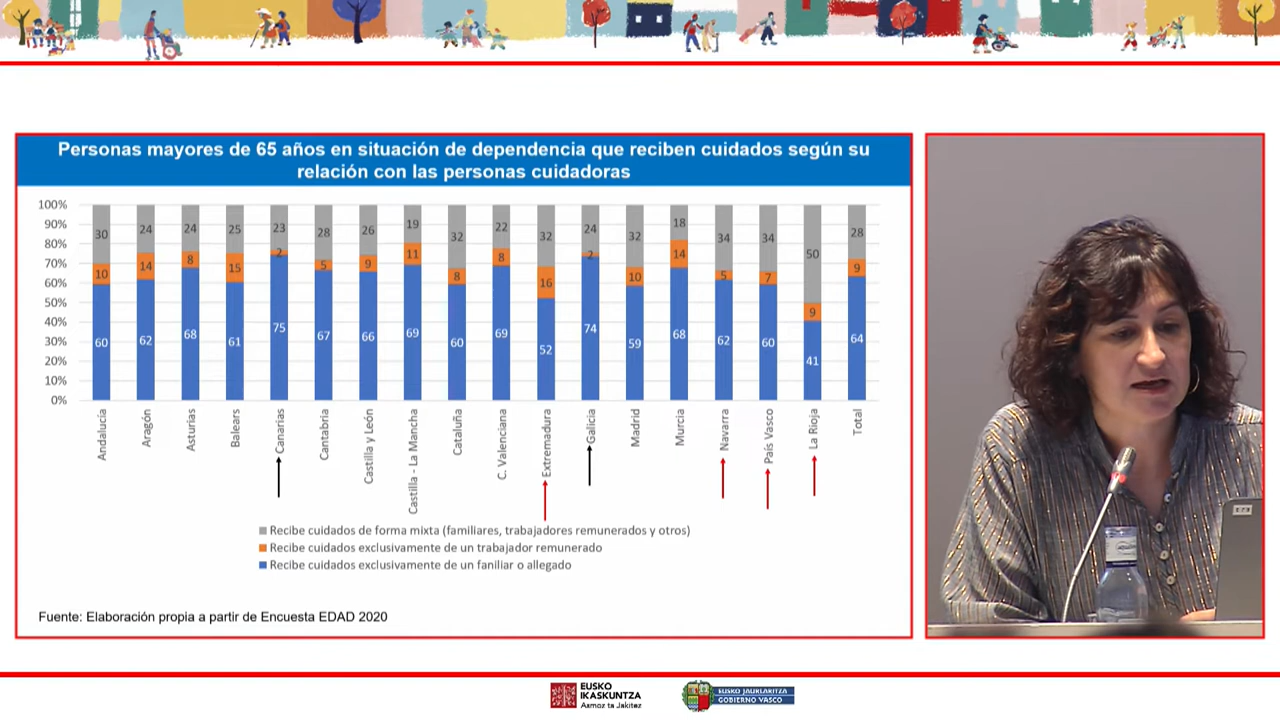 Personas mayores de 65 años en situación de dependencia que reciben cuidados según su
relación con las personas cuidadoras
100%
90%
80%
70%
60%
50%
40%
30%
20%
10%
0%
30 24 24 25 23 28 26 19 32 22 32 24 32 18 34 34 50 28
10 14 8 15 2 5 9 11 8 8 16 2 10 14 5 7 9 9
60 62 68 61 75 67 66 69 60 69 52 74 59 68 62 60 41 64
Andalucía
Aragón
Asturias
Balears
Canarias
Cantabria
Castilla y León
Castilla - La Mancha
Cataluña
C. Valenciana
Extremadura
Galicia
Madrid
Murcia
Navarra
País Vasco
La Rioja
Total
Recibe cuidados de forma mixta (familiares, trabajadores remunerados y otros)
Recibe cuidados exclusivamente de un trabajador remunerado
Recibe cuidados exclusivamente de un faniliar o allegado
Fuente: Elaboración propia a partir de Encuesta EDAD 2020
EUSKO
IKASKUNTZA
Asmoz ta Jakitez
EUSKO JAURLARITZA
GOBIERNO VASCO